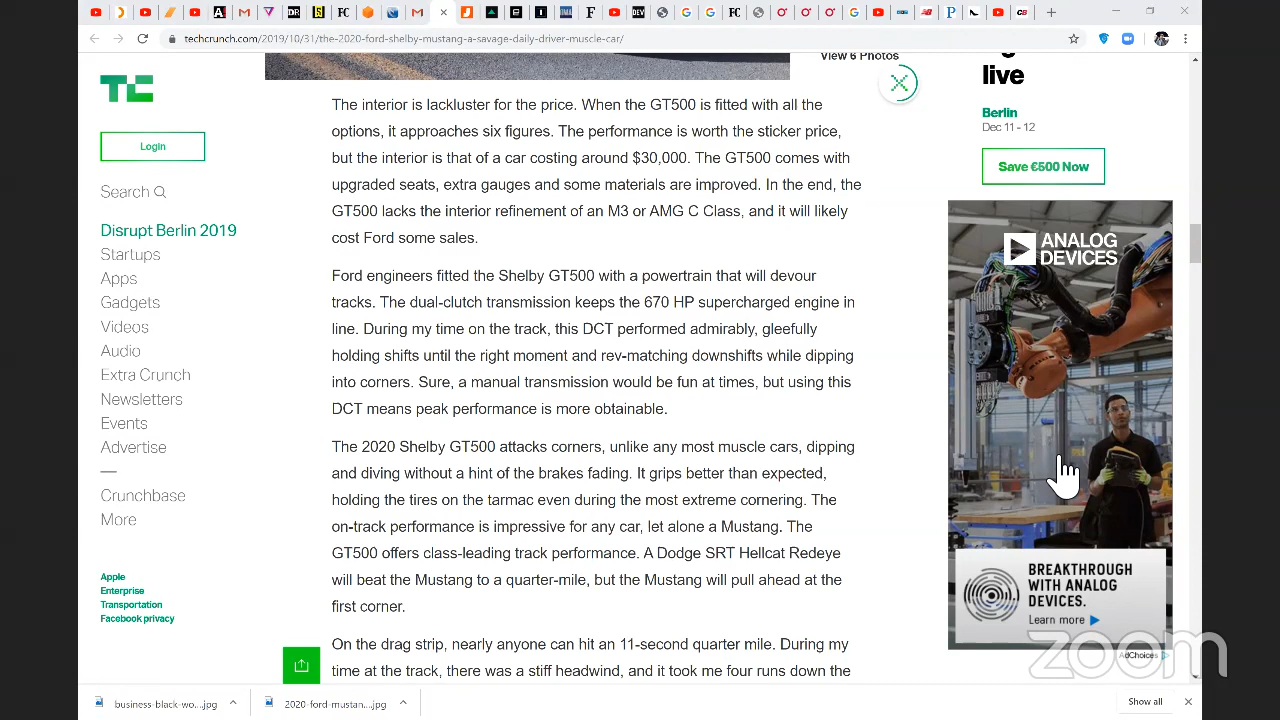 techcrunch.com/2019/10/31/the-2020-ford-shelby-mustang-a-savage-daily-driver-muscle-car/
View 6 Photos
live
Berlin
Dec 11 - 12
Save €500 Now
TC
Login
Search
Disrupt Berlin 2019
Startups
Apps
Gadgets
Videos
Audio
Extra Crunch
Newsletters
Events
Advertise
—
Crunchbase
More
Apple
Enterprise
Transportation
Facebook privacy
The interior is lackluster for the price. When the GT500 is fitted with all the
options, it approaches six figures. The performance is worth the sticker price,
but the interior is that of a car costing around $30,000. The GT500 comes with
upgraded seats, extra gauges and some materials are improved. In the end, the
GT500 lacks the interior refinement of an M3 or AMG C Class, and it will likely
cost Ford some sales.
Ford engineers fitted the Shelby GT500 with a powertrain that will devour
tracks. The dual-clutch transmission keeps the 670 HP supercharged engine in
line. During my time on the track, this DCT performed admirably, gleefully
holding shifts until the right moment and rev-matching downshifts while dipping
into corners. Sure, a manual transmission would be fun at times, but using this
DCT means peak performance is more obtainable.
The 2020 Shelby GT500 attacks corners, unlike any most muscle cars, dipping
and diving without a hint of the brakes fading. It grips better than expected,
holding the tires on the tarmac even during the most extreme cornering. The
on-track performance is impressive for any car, let alone a Mustang. The
GT500 offers class-leading track performance. A Dodge SRT Hellcat Redeye
will beat the Mustang to a quarter-mile, but the Mustang will pull ahead at the
first corner.
On the drag strip, nearly anyone can hit an 11-second quarter mile. During my
time at the track, there was a stiff headwind, and it took me four runs down the
ANALOG
DEVICES
BREAKTHROUGH
WITH ANALOG
DEVICES.
Learn more
AdChoices
zoom
business-black-wo....jpg
2020-ford-mustan....jpg
Show all